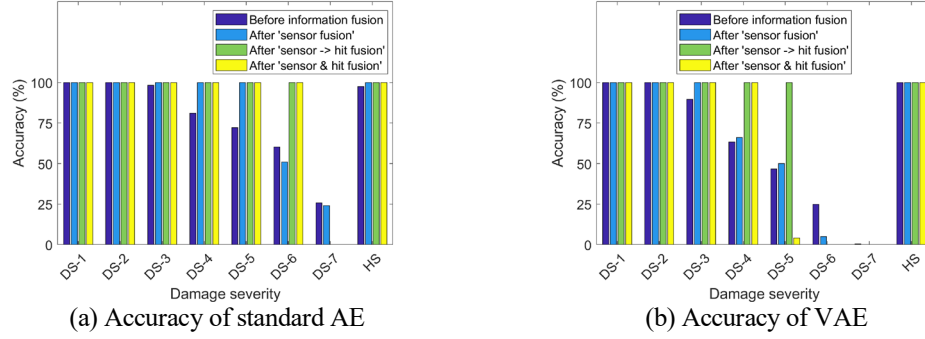 Before information fusion
After 'sensor fusion'
After 'sensor -> hit fusion'
After 'sensor & hit fusion'
100
75
50
25
0
Accuracy (%)
DS-1
DS-2
DS-3
DS-4
DS-5
DS-6
DS-7
HS
Damage severity
(a) Accuracy of standard AE
Before information fusion
After 'sensor fusion'
After 'sensor -> hit fusion'
After 'sensor & hit fusion'
100
75
50
25
0
Accuracy (%)
DS-1
DS-2
DS-3
DS-4
DS-5
DS-6
DS-7
HS
Damage severity
(b) Accuracy of VAE